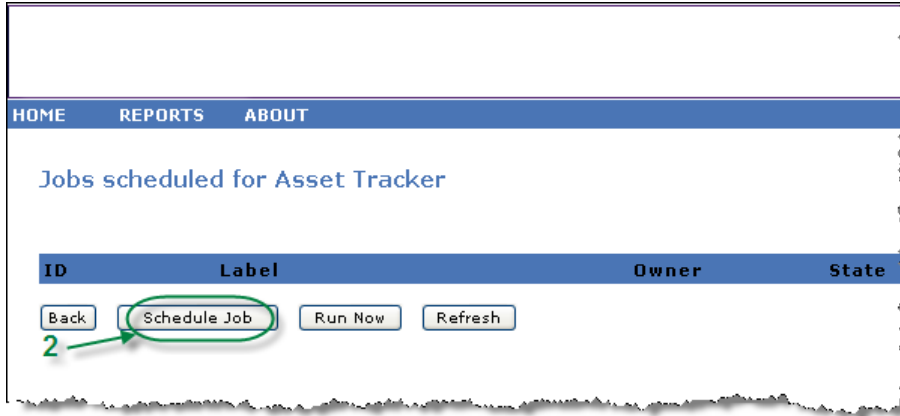 HOME REPORTS ABOUT
Jobs scheduled for Asset Tracker
ID Label Owner State
Back Schedule Job Run Now Refresh
2